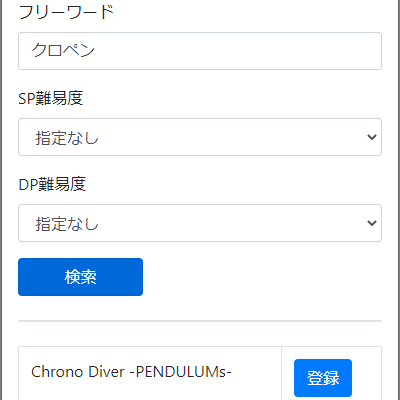 フリーワード
クロペン
SP難易度
指定なし
DP難易度
指定なし
検索
Chrono Diver -PENDULUMs-
登録